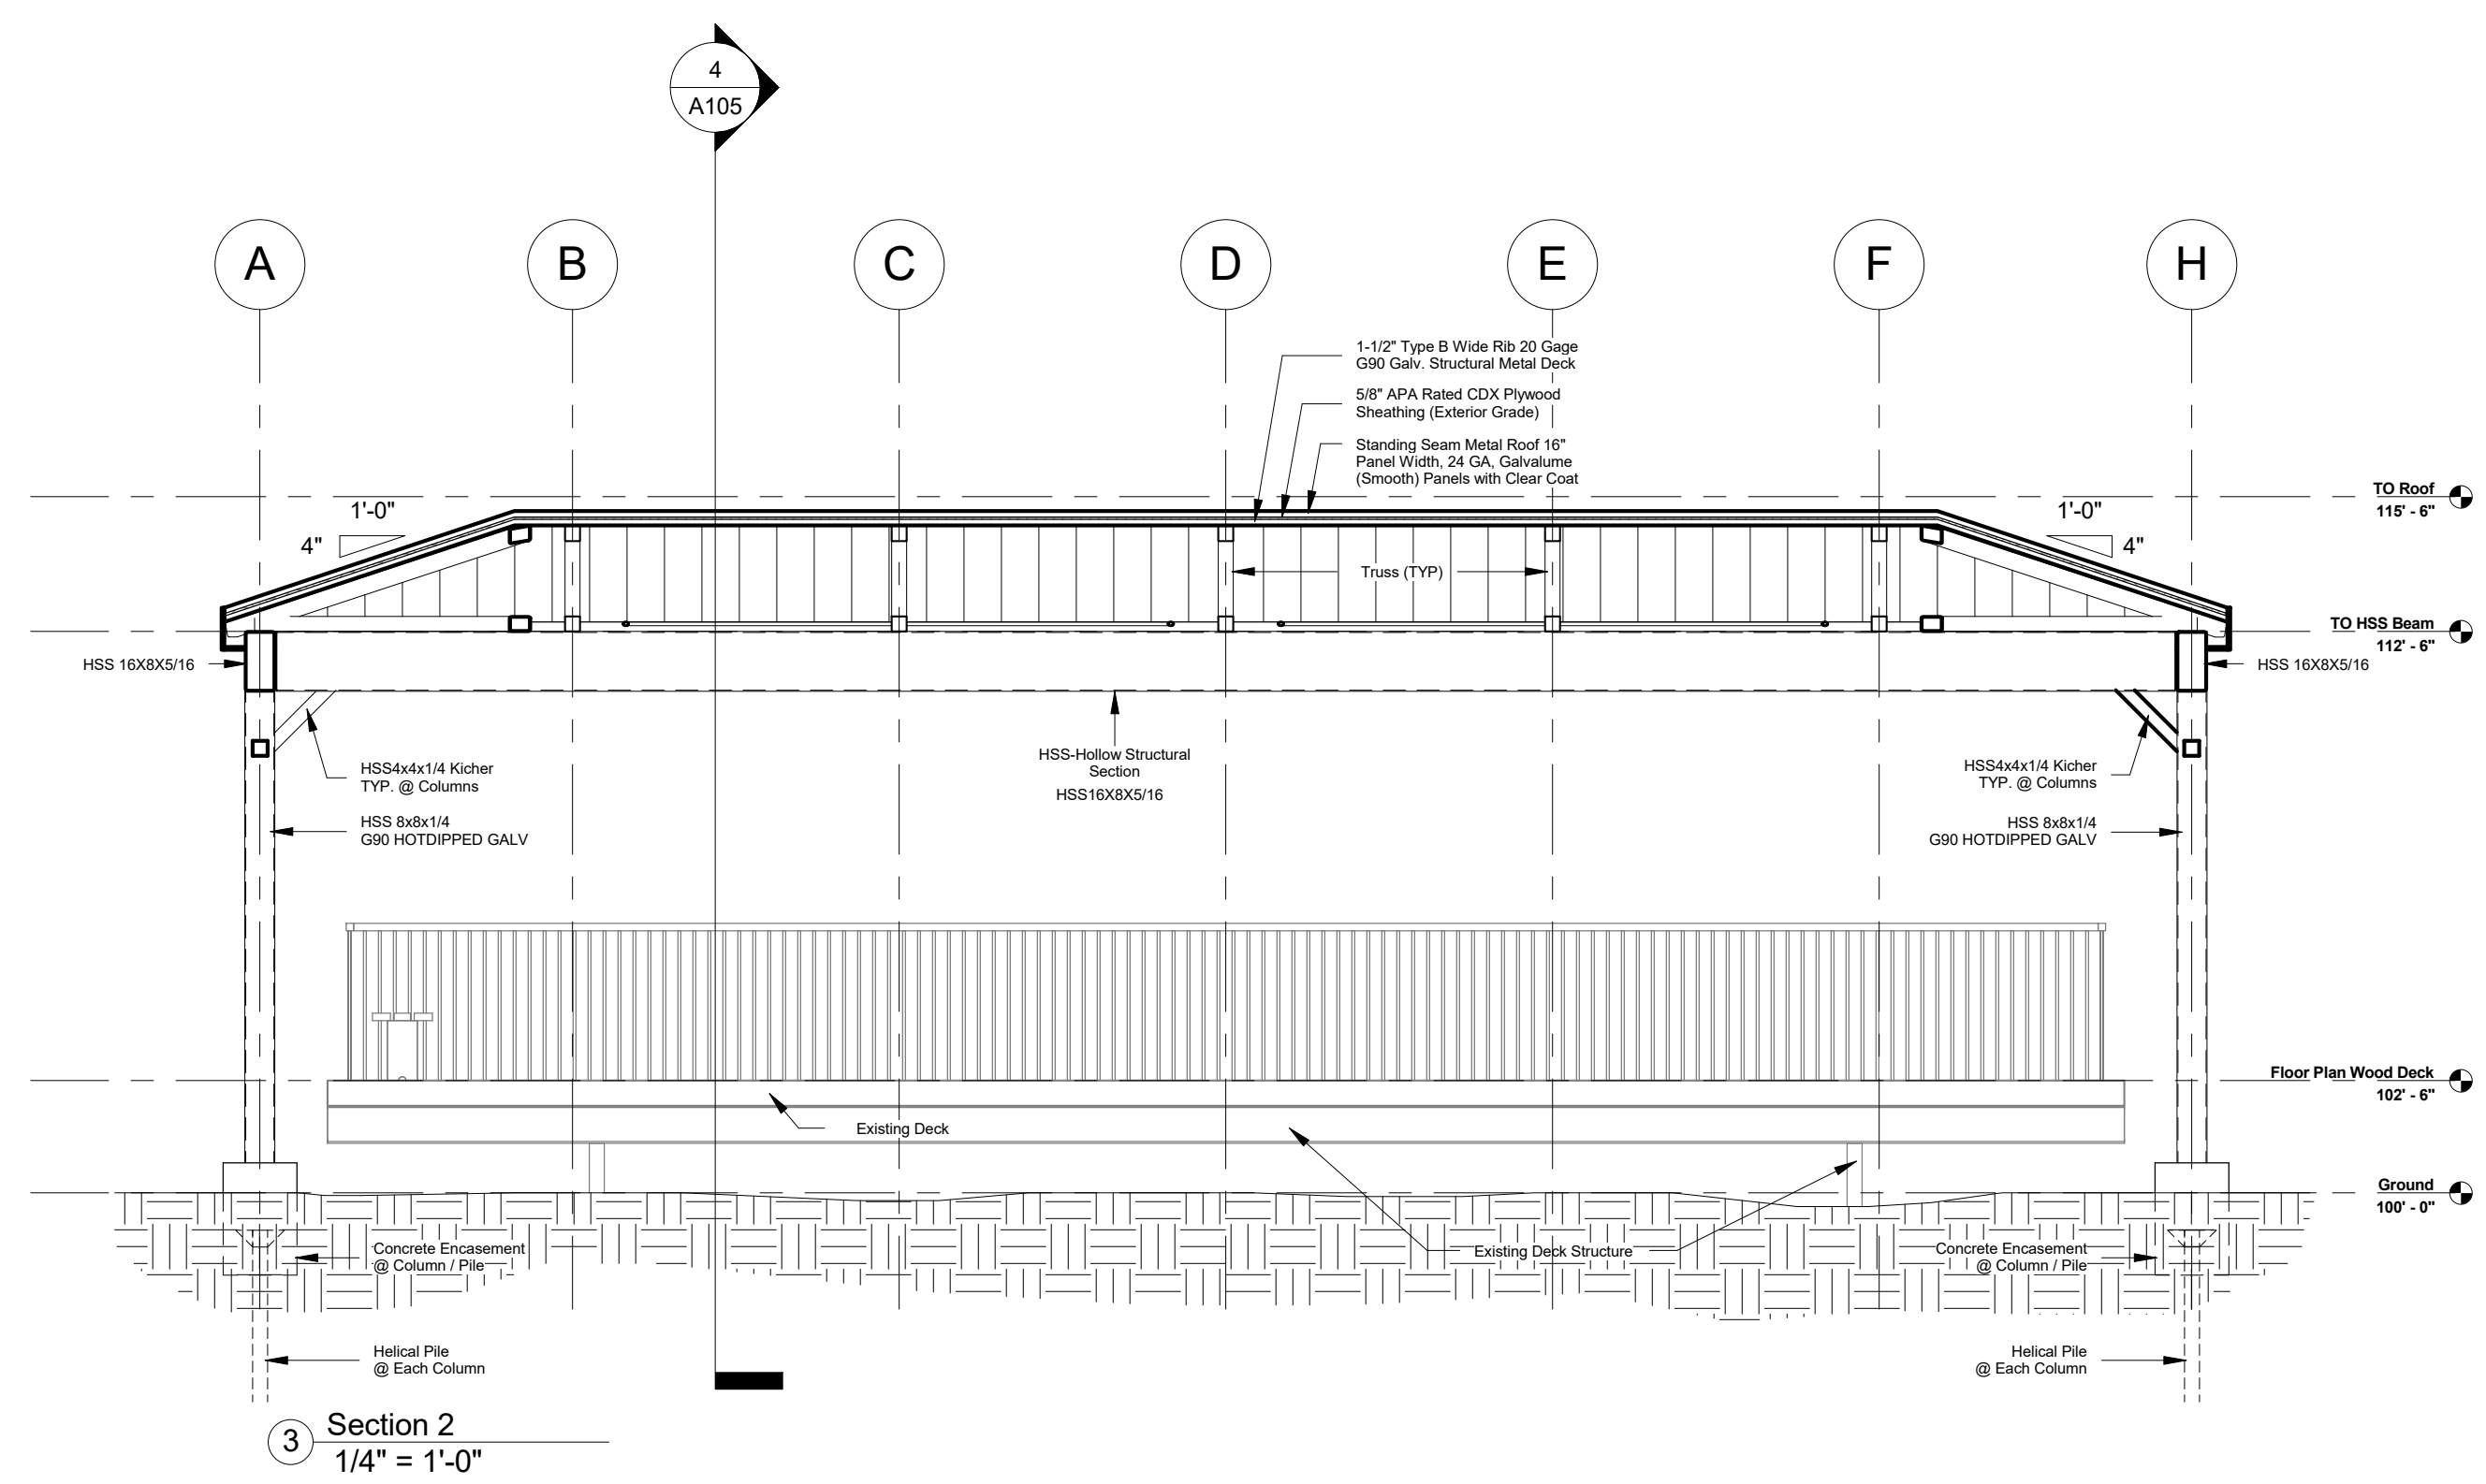 4
A105
A
B
C
D
E
F
H
1-1/2" Type B Wide Rib 20 Gage
G90 Galv. Structural Metal Deck
5/8" APA Rated CDX Plywood
Sheathing (Exterior Grade)
Standing Seam Metal Roof 16"
Panel Width, 24 GA, Galvalume
(Smooth) Panels with Clear Coat
TO Roof
115' - 6"
1'-0"
4"
1'-0"
4"
Truss (TYP)
TO HSS Beam
112' - 6"
HSS 16X8X5/16
HSS 16X8X5/16
HSS-Hollow Structural
Section
HSS16X8X5/16
HSS4x4x1/4 Kicher
TYP. @ Columns
HSS 8x8x1/4
G90 HOTDIPPED GALV
HSS4x4x1/4 Kicher
TYP. @ Columns
HSS 8x8x1/4
G90 HOTDIPPED GALV
Floor Plan Wood Deck
102' - 6"
Existing Deck
Ground
100' - 0"
Concrete Encasement
@ Column / Pile
Existing Deck Structure
Concrete Encasement
@ Column / Pile
Helical Pile
@ Each Column
Helical Pile
@ Each Column
3
Section 2
1/4" = 1'-0"